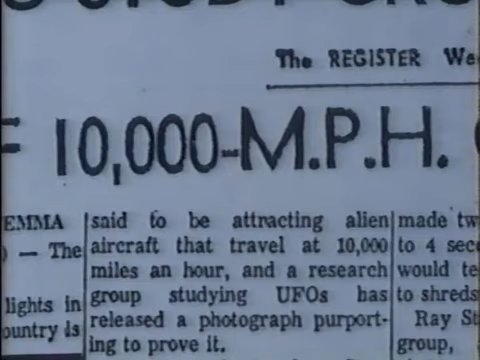 The REGISTER We
10,000-M.P.H.
EMMA
) — The
lights in
ountry is
said to be attracting alien
aircraft that travel at 10,000
miles an hour, and a research
group studying UFOs has
released a photograph purport-
ing to prove it.
made tw
to 4 sec
would te
to shreds
Ray St
group,